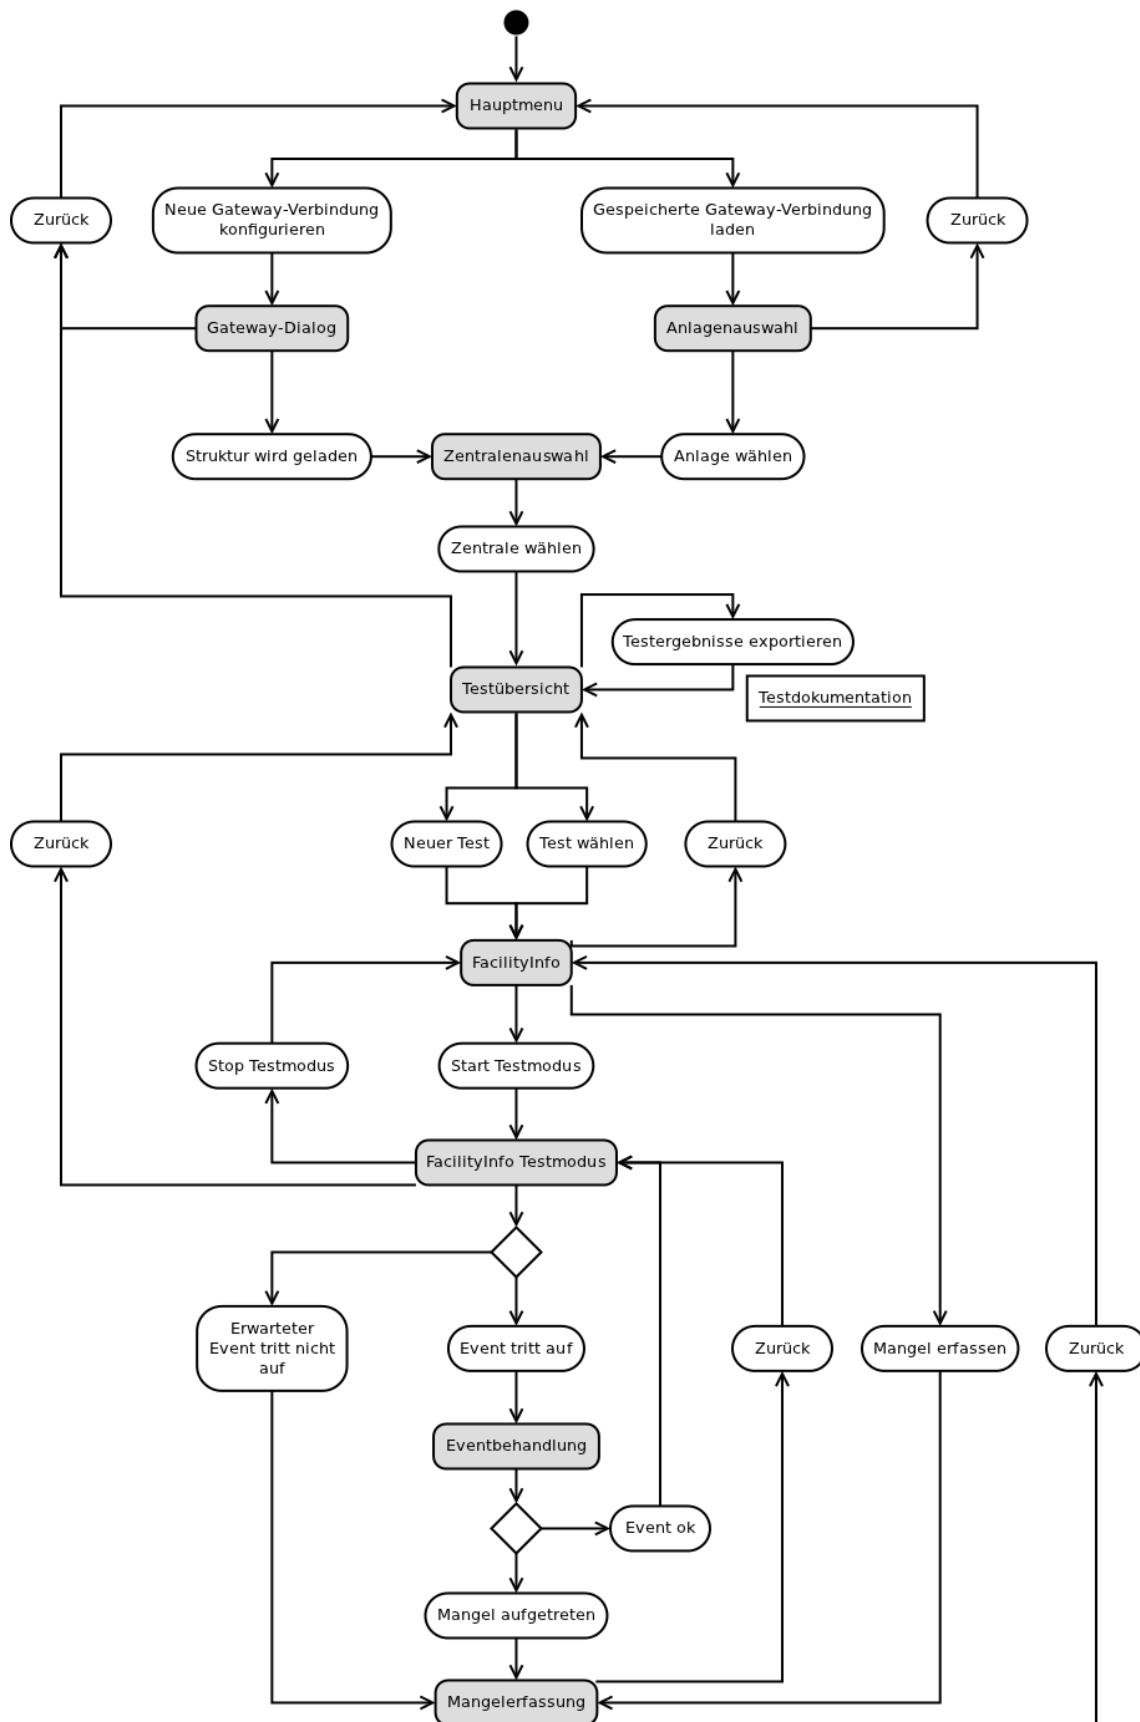 Hauptmenu
Zurück
Neue Gateway-Verbindung
konfigurieren
Gespeicherte Gateway-Verbindung
laden
Zurück
Gateway-Dialog
Anlagenauswahl
Struktur wird geladen
Zentralenauswahl
Anlage wählen
Zentrale wählen
Testergebnisse exportieren
Testübersicht
Testdokumentation
Zurück
Neuer Test
Test wählen
Zurück
FacilityInfo
Stop Testmodus
Start Testmodus
FacilityInfo Testmodus
Erwarteter
Event tritt nicht
auf
Event tritt auf
Zurück
Mangel erfassen
Zurück
Eventbehandlung
Event ok
Mangel aufgetreten
Mangelerfassung